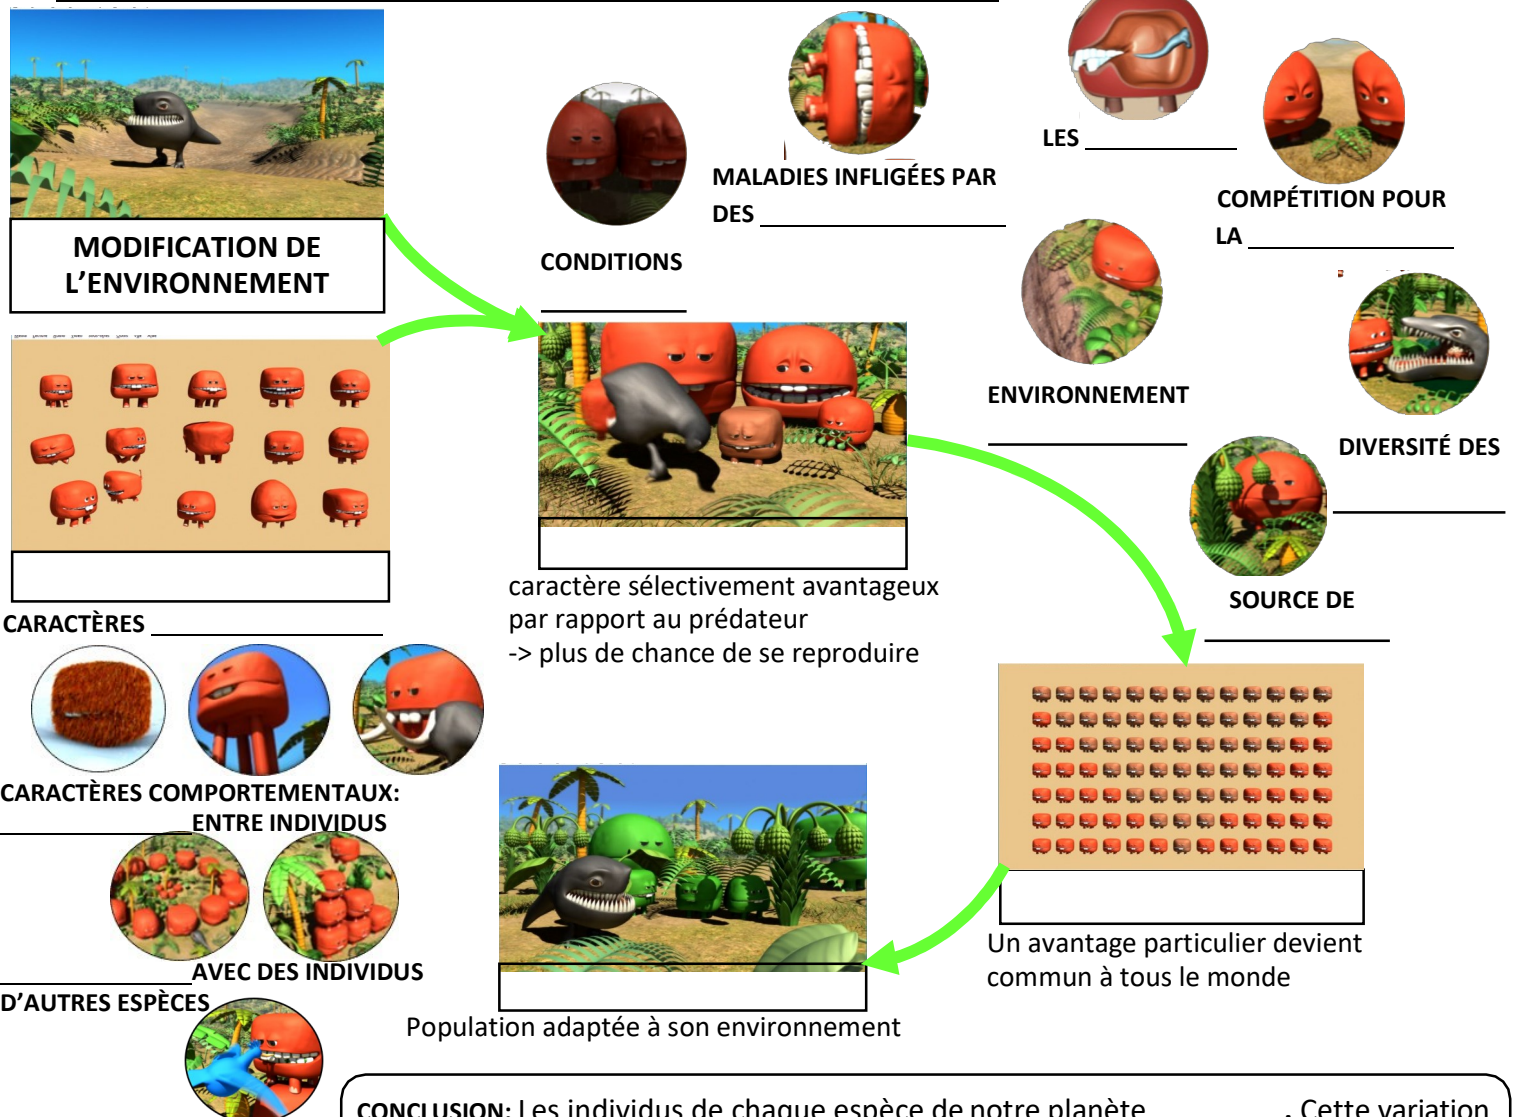 MODIFICATION DE
L'ENVIRONNEMENT
CONDITIONS
MALADIES INFLIGÉES PAR
DES
LES
COMPÉTITION POUR
LA
ENVIRONNEMENT
DIVERSITÉ DES
SOURCE DE
caractère sélectivement avantageux
par rapport au prédateur
-> plus de chance de se reproduire
CARACTÈRES
CARACTÈRES COMPORTEMENTAUX:
ENTRE INDIVIDUS
AVEC DES INDIVIDUS
D'AUTRES ESPÈCES
Un avantage particulier devient
commun à tous le monde
Population adaptée à son environnement
CONCLUSION: Les individus de chaque espèce de notre planète . Cette variation